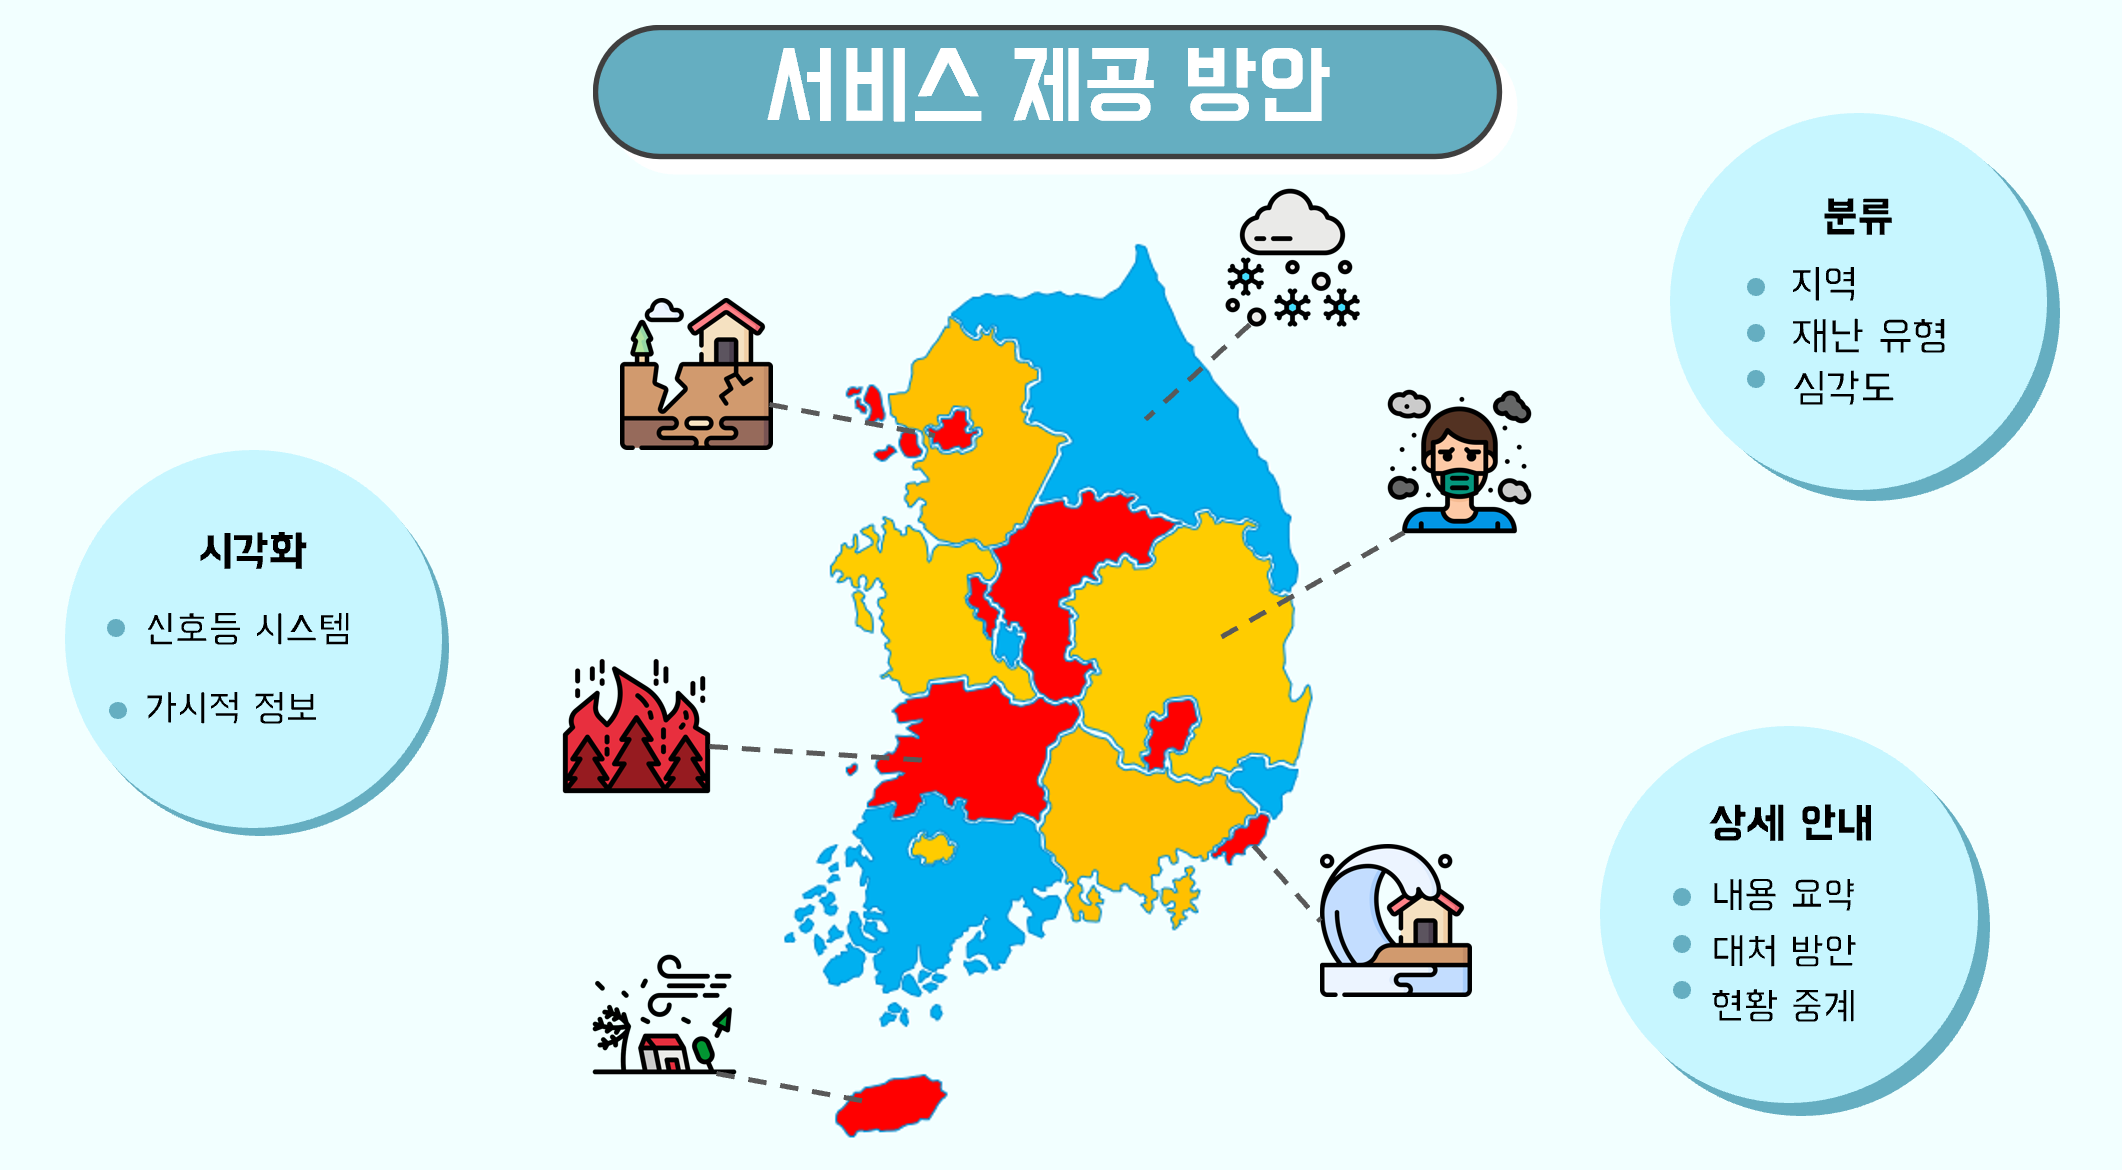 서비스 제공 방안
분류
지역
재난 유형
심각도
시각화
신호등 시스템
가시적 정보
상세 안내
내용 요약
대처 방안
현황 중계